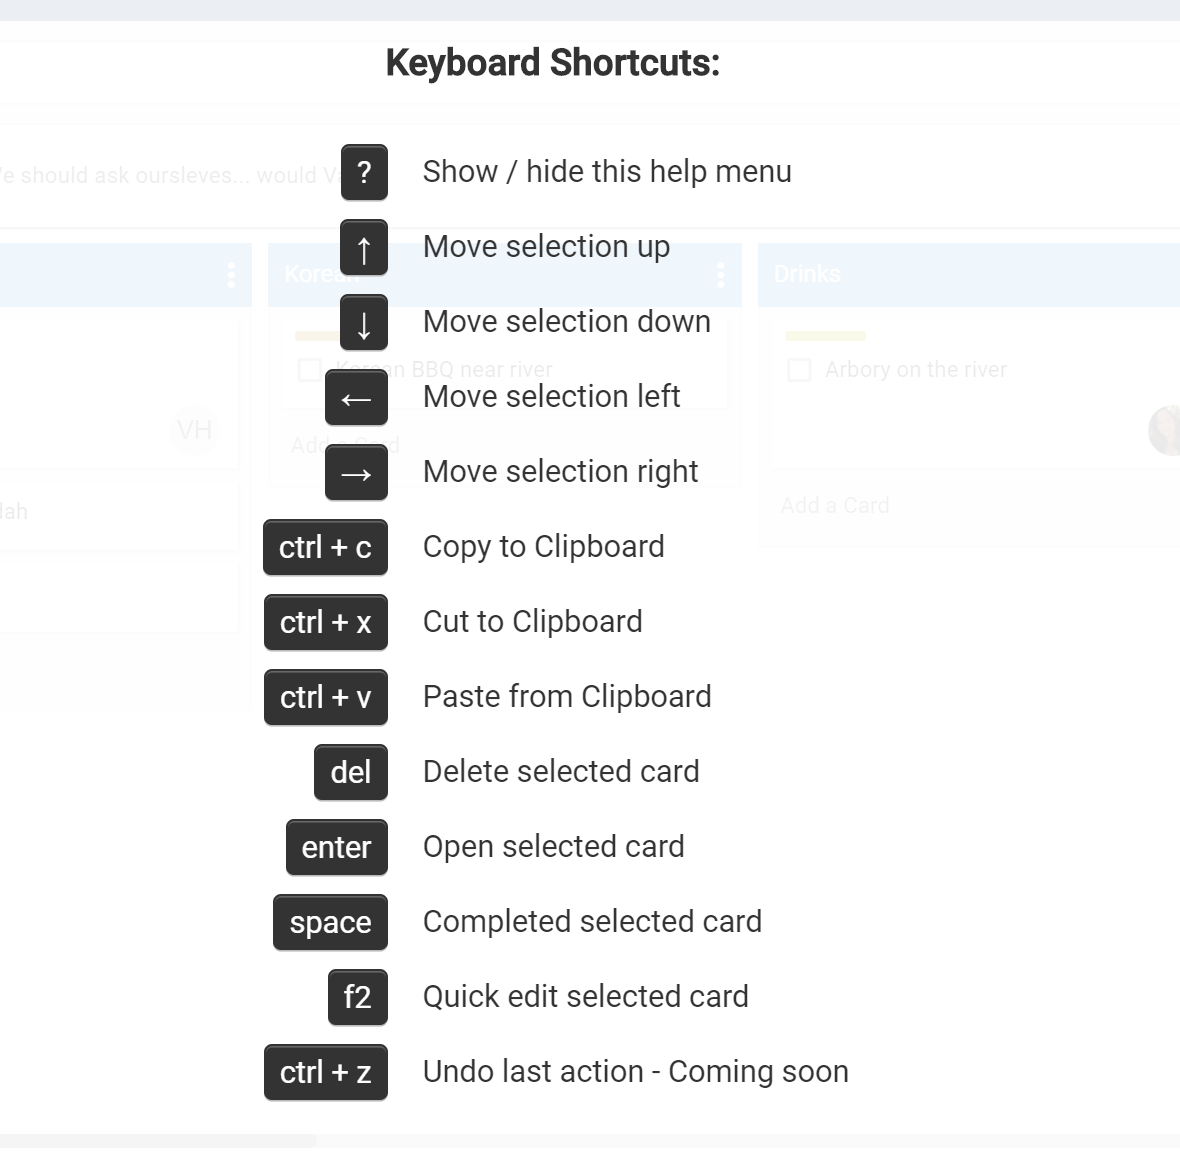 Keyboard Shortcuts:
? Show / hide this help menu
e should ask oursleves... would
↑ Move selection up
Korean
Drinks
↓ Move selection down
Korean BBQ near river
Arbory on the river
← Move selection left
VH
Add a Card
→ Move selection right
Add a Card
ctrl + c Copy to Clipboard
ctrl + x Cut to Clipboard
ctrl + v Paste from Clipboard
del Delete selected card
enter Open selected card
space Completed selected card
f2 Quick edit selected card
ctrl + z Undo last action - Coming soon